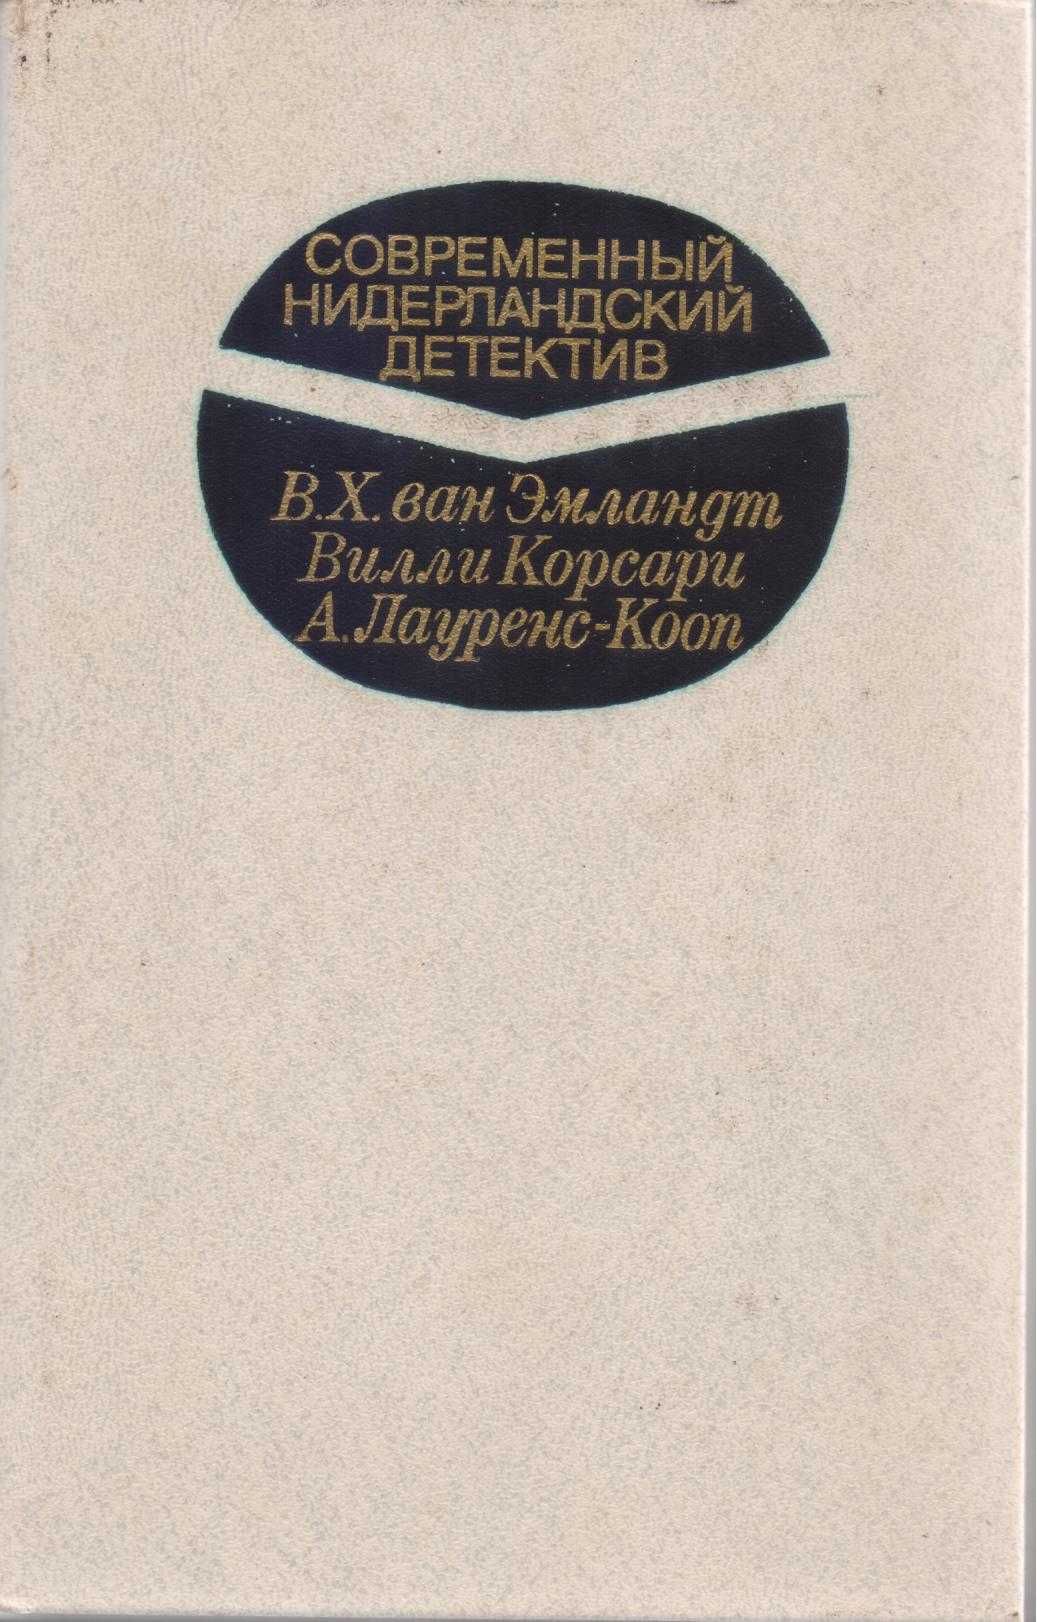 СОВРЕМЕННЫЙ
НИДЕРЛАНДСКИЙ
ДЕТЕКТИВ
В.Х. ван Эмландт
Вилли Корсари
А. Лауренс-Кооп